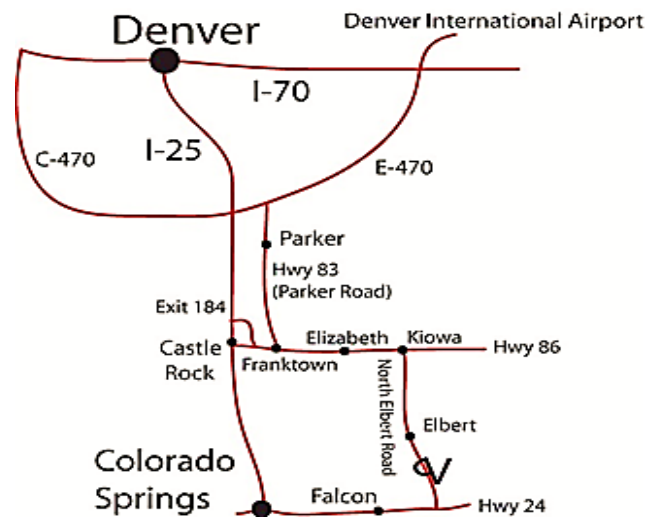 Denver International Airport
Denver
I-70
I-25
C-470
E-470
Parker
Hwy 83
(Parker Road)
Exit 184
Elizabeth
Kiowa
Hwy 86
Castle
Rock
Franktown
North Elbert Road
Elbert
Colorado
Springs
Falcon
Hwy 24